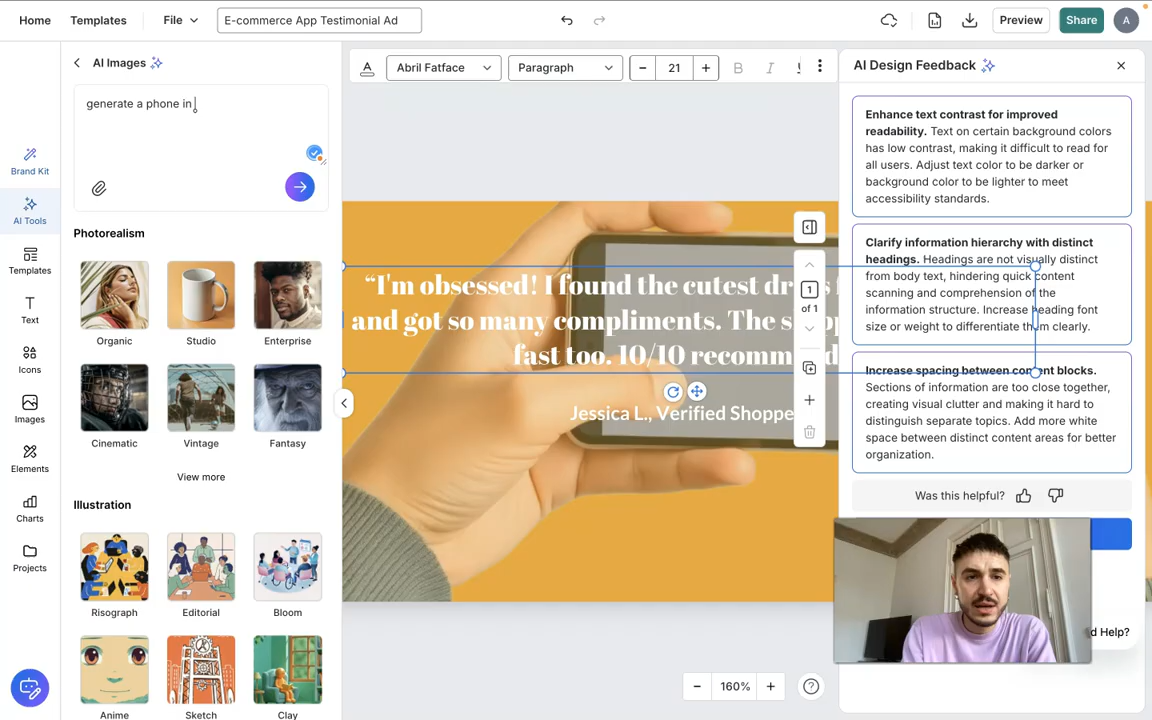 Home
Templates
File
E-commerce App Testimonial Ad
Preview
Share
A
AI Images
generate a phone in
Photorealism
Organic
Studio
Enterprise
Cinematic
Vintage
Fantasy
View more
Illustration
Risograph
Editorial
Bloom
Anime
Sketch
Clay
Brand Kit
AI Tools
Templates
Text
Icons
Images
Elements
Charts
Projects
A
Abril Fatface
Paragraph
21
B
I
“I'm obsessed! I found the cutest
and got so many compliments. The
fast too. 10/10
Jessica L., Verified Shoppe
1
of 1
160%
?
AI Design Feedback
Enhance text contrast for improved
readability. Text on certain background colors
has low contrast, making it difficult to read for
all users. Adjust text color to be darker or
background color to be lighter to meet
accessibility standards.
Clarify information hierarchy with distinct
headings. Headings are not visually distinct
from body text, hindering quick content
scanning and comprehension of the
information structure. Increase heading font
size or weight to differentiate them clearly.
Increase spacing between content blocks.
Sections of information are too close together,
creating visual clutter and making it hard to
distinguish separate topics. Add more white
space between distinct content areas for better
organization.
Was this helpful?
d Help?